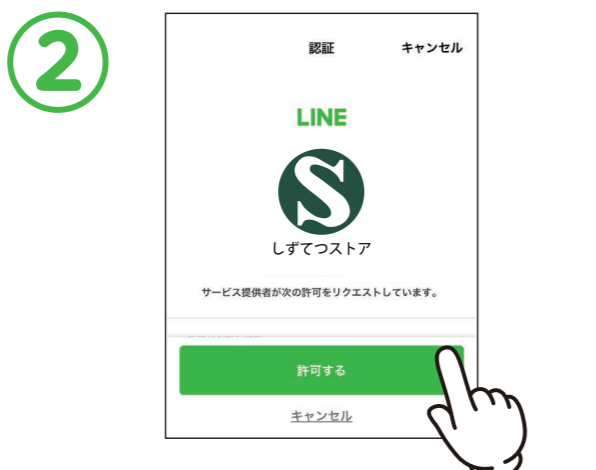 ②
認証 キャンセル
LINE
S
しずてつストア
サービス提供者が次の許可をリクエストしています。
許可する
キャンセル